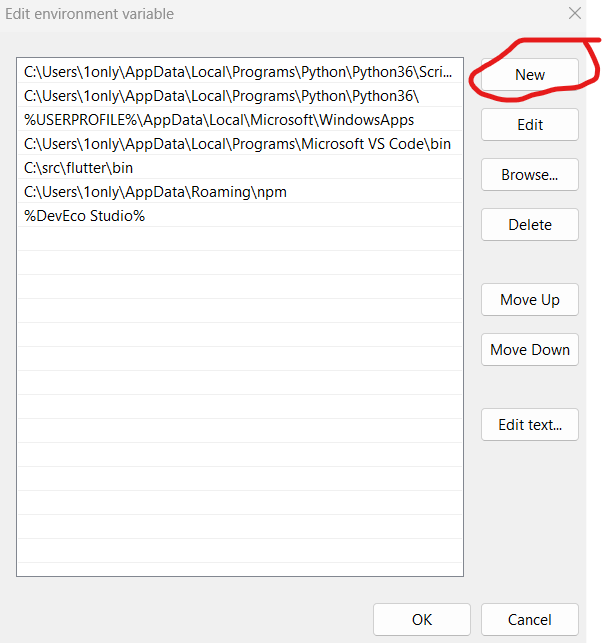 Edit environment variable
C:\Users\1only\AppData\Local\Programs\Python\Python36\Scri...
C:\Users\1only\AppData\Local\Programs\Python\Python36\
%USERPROFILE%\AppData\Local\Microsoft\WindowsApps
C:\Users\1only\AppData\Local\Programs\Microsoft VS Code\bin
C:\src\flutter\bin
C:\Users\1only\AppData\Roaming\npm
%DevEco Studio%
New
Edit
Browse...
Delete
Move Up
Move Down
Edit text...
OK
Cancel